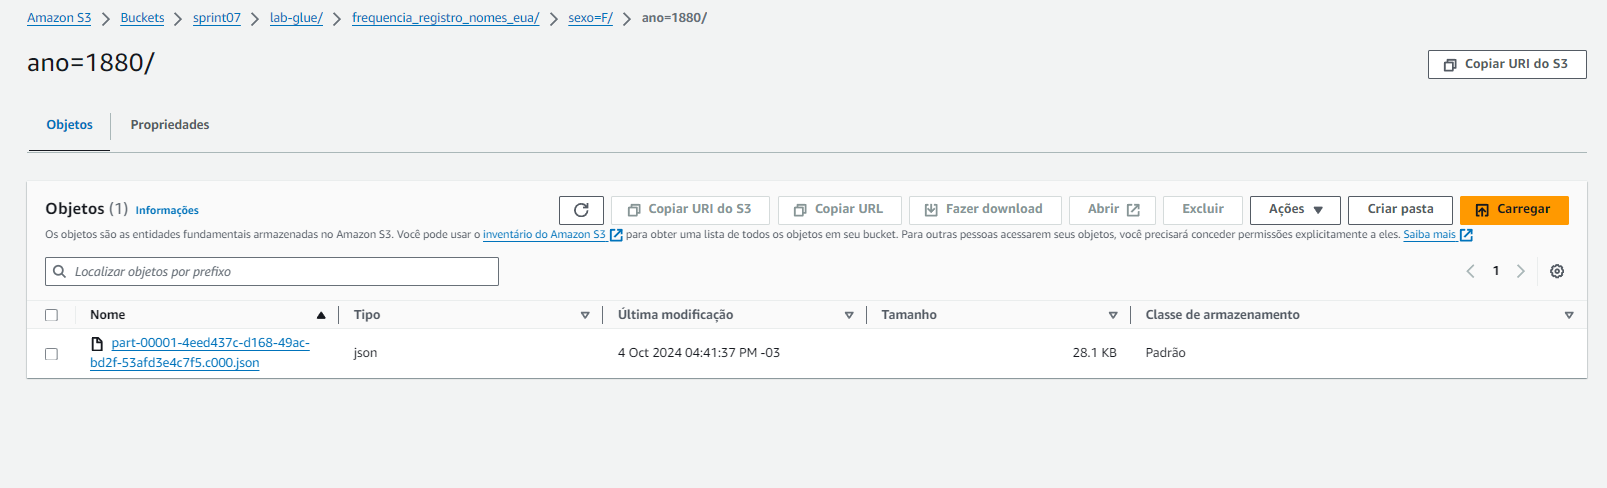 Amazon S3 > Buckets > sprint07 > lab-glue/ > frequencia_registro_nomes_eua/ > sexo=F/ > ano=1880/
ano=1880/
Copiar URI do S3
Objetos
Propriedades
Objetos (1) Informações
Copiar URI do S3
Copiar URL
Fazer download
Abrir
Excluir
Ações
Criar pasta
Carregar
Os objetos são as entidades fundamentais armazenadas no Amazon S3. Você pode usar o inventário do Amazon S3 para obter uma lista de todos os objetos em seu bucket. Para outras pessoas acessarem seus objetos, você precisará conceder permissões explicitamente a eles. Saiba mais
Localizar objetos por prefixo
1
Nome
Tipo
Última modificação
Tamanho
Classe de armazenamento
part-00001-4eed437c-d168-49ac-
bd2f-53afd3e4c7f5.c000.json
json
4 Oct 2024 04:41:37 PM -03
28.1 KB
Padrão